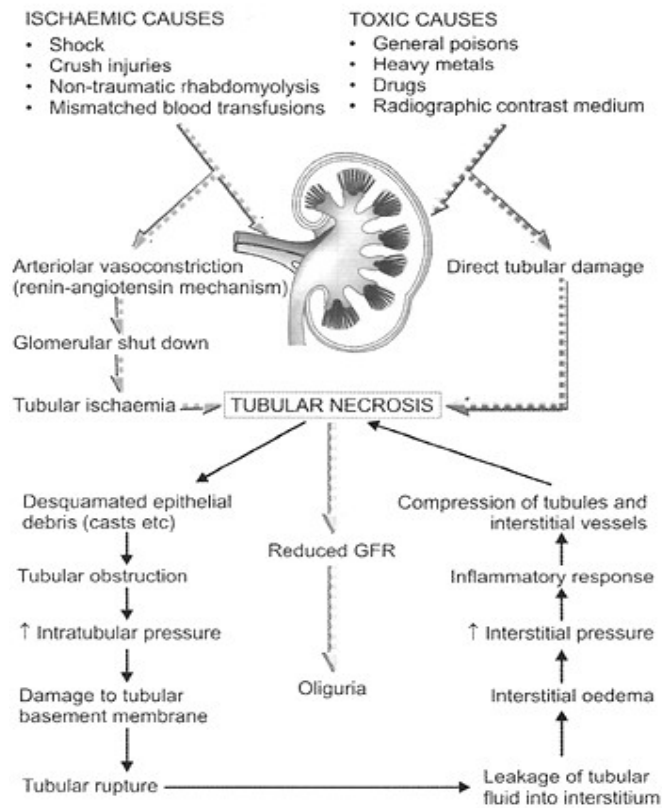 ISCHAEMIC CAUSES
• Shock
• Crush injuries
• Non-traumatic rhabdomyolysis
• Mismatched blood transfusions
TOXIC CAUSES
• General poisons
• Heavy metals
• Drugs
• Radiographic contrast medium
Arteriolar vasoconstriction
(renin-angiotensin mechanism)
Glomerular shut down
Tubular ischaemia
Direct tubular damage
TUBULAR NECROSIS
Desquamated epithelial
debris (casts etc)
Tubular obstruction
↑ Intratubular pressure
Damage to tubular
basement membrane
Tubular rupture
Reduced GFR
Oliguria
Compression of tubules and
interstitial vessels
Inflammatory response
↑ Interstitial pressure
Interstitial oedema
Leakage of tubular
fluid into interstitium